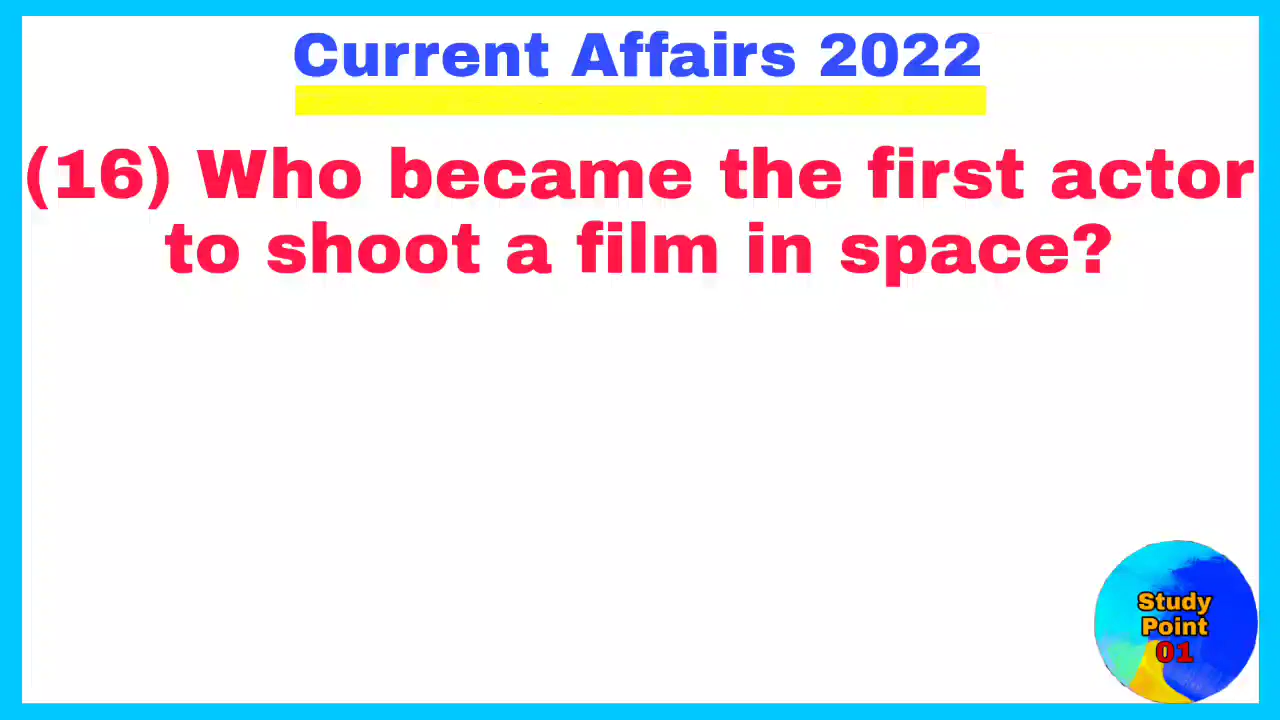 Current Affairs 2022
(16) Who became the first actor
to shoot a film in space?
Study
Point
01